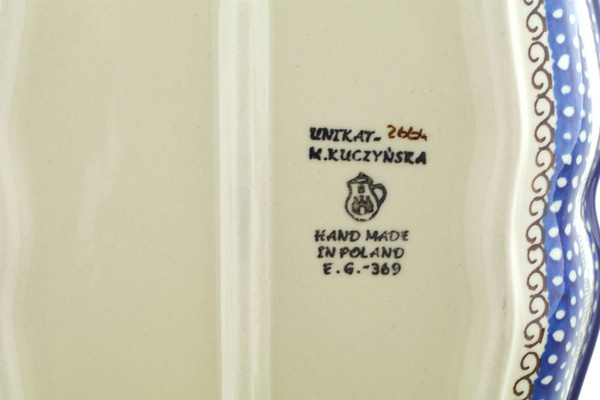 UNIKAT-2664
M.KUCZYŃSKA
HAND MADE
IN POLAND
E.G.-369